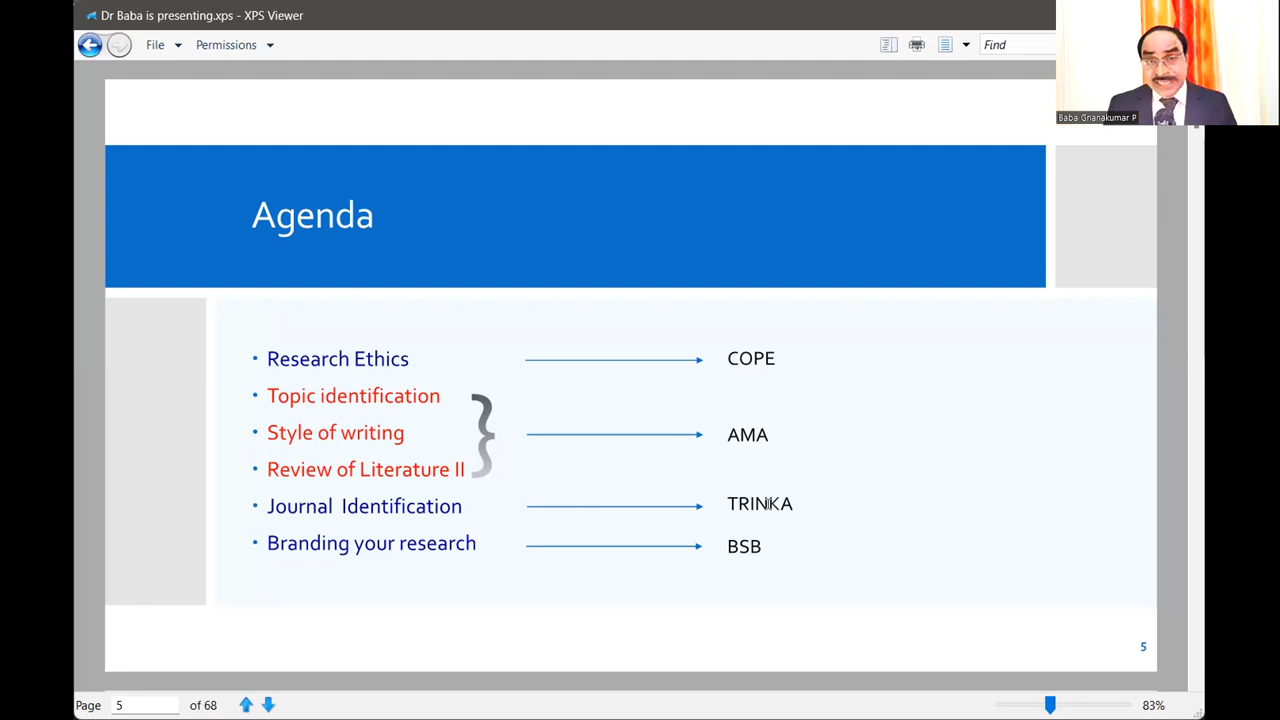 Dr Baba is presenting.xps - XPS Viewer
File Permissions Find
Baba Gnanakumar P
Agenda
• Research Ethics COPE
• Topic identification
• Style of writing } AMA
• Review of Literature II
• Journal Identification TRINKA
• Branding your research BSB
5
Page 5 of 68 83%